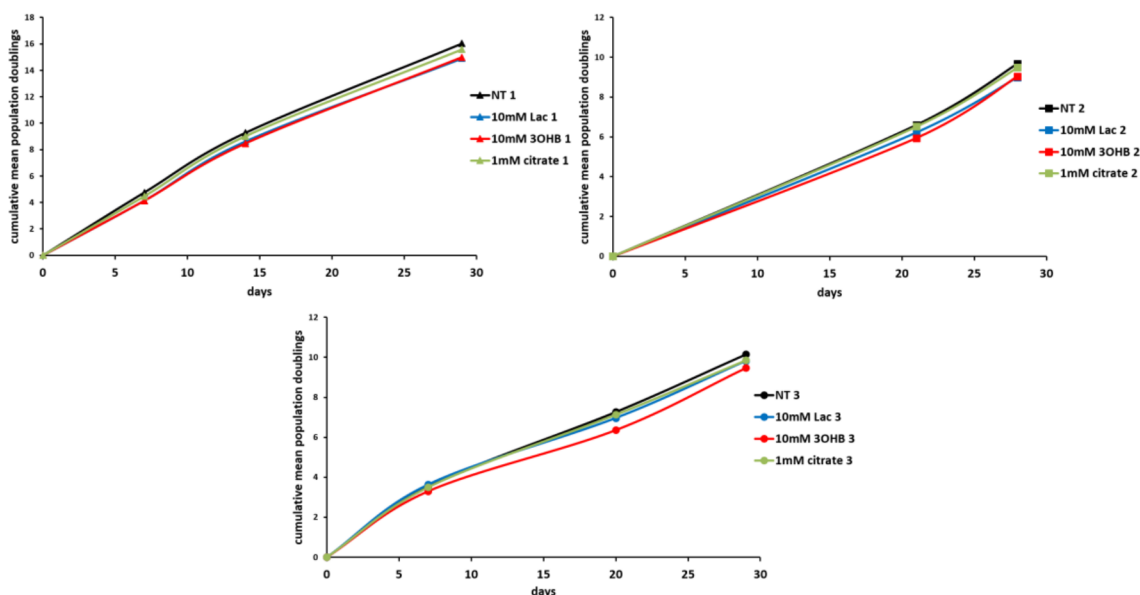 cumulative mean population doublings
18
16
14
12
10
8
6
4
2
0
0 5 10 15 20 25 30
days
NT 1
10mM Lac 1
10mM 3OHB 1
1mM citrate 1
cumulative mean population doublings
12
10
8
6
4
2
0
0 5 10 15 20 25 30
days
NT 2
10mM Lac 2
10mM 3OHB 2
1mM citrate 2
cumulative mean population doublings
12
10
8
6
4
2
0
0 5 10 15 20 25 30
days
NT 3
10mM Lac 3
10mM 3OHB 3
1mM citrate 3